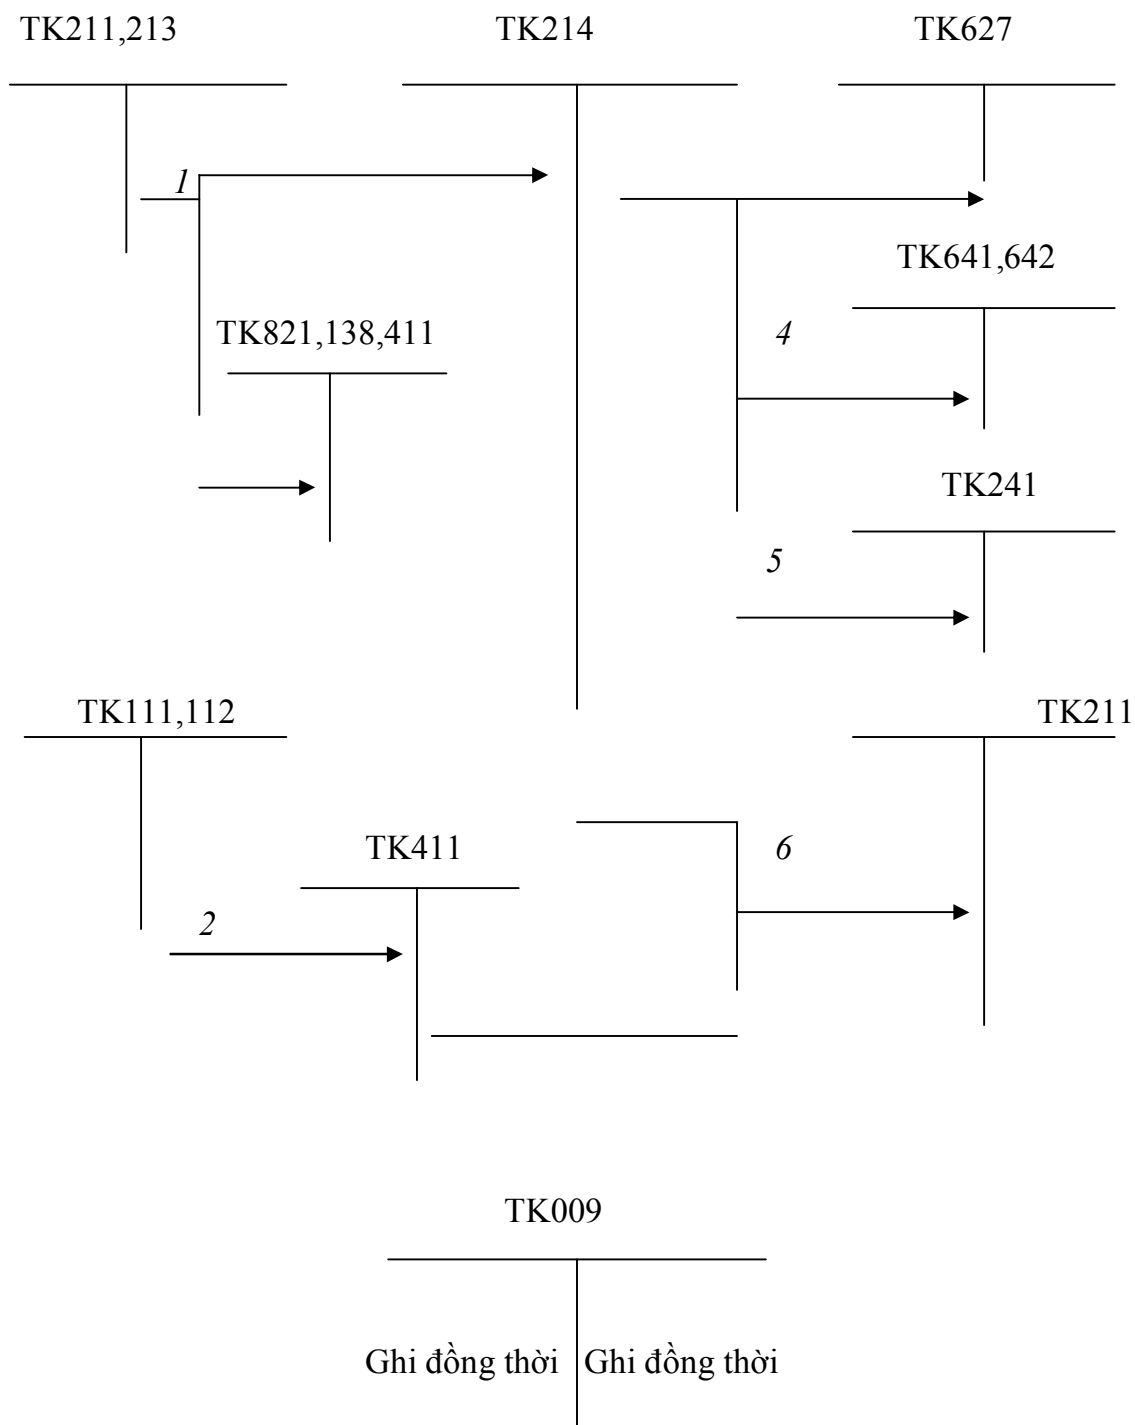 TK211,213 TK214 TK627
1
TK641,642
TK821,138,411 4
TK241
5
TK111,112 TK211
TK411 6
2
TK009
Ghi đồng thời Ghi đồng thời